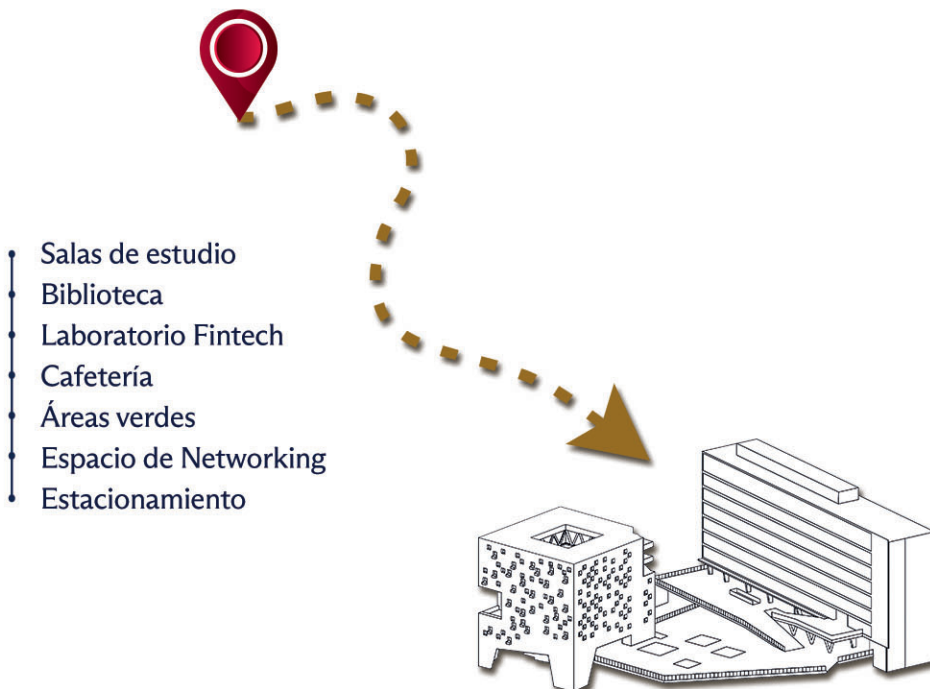 Salas de estudio
Biblioteca
Laboratorio Fintech
Cafetería
Áreas verdes
Espacio de Networking
Estacionamiento